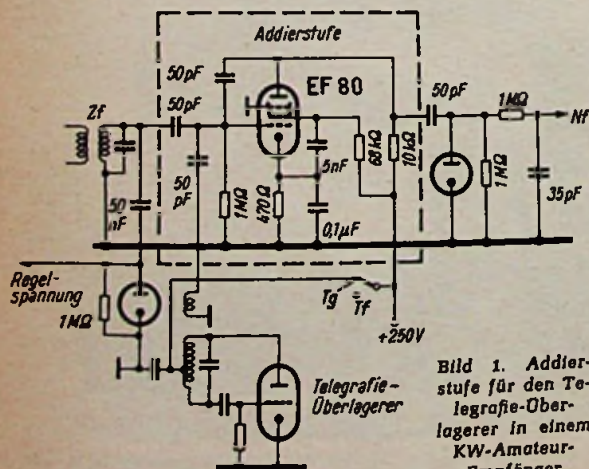 Addierstufe
50pF
EF 80
50pF
1MΩ
Nf
Zf
50pF
68kΩ
10kΩ
5nF
50
pF
1MΩ
470Ω
0,1µF
1MΩ
35pF
50
nF
Regel-
spannung
1MΩ
Tg
Tf
+250V
Telegrafie-
Überlagerer
Bild 1. Addier-
stufe für den Te-
legrafie-Über-
lagerer in einem
KW-Amateur-